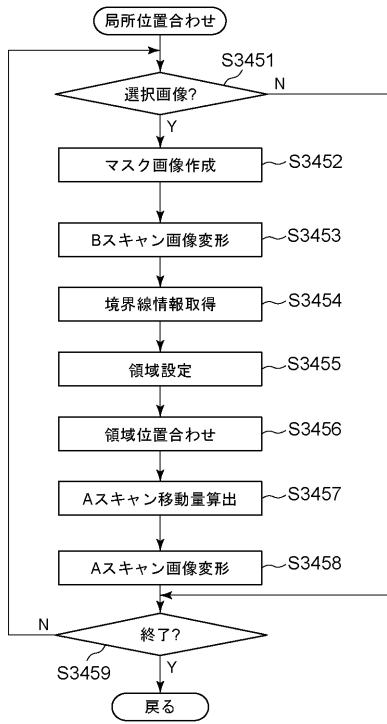 局所位置合わせ
S3451
選択画像?
N
Y
マスク画像作成
S3452
Bスキャン画像変形
S3453
境界線情報取得
S3454
領域設定
S3455
領域位置合わせ
S3456
Aスキャン移動量算出
S3457
Aスキャン画像変形
S3458
N
終了?
S3459
Y
戻る